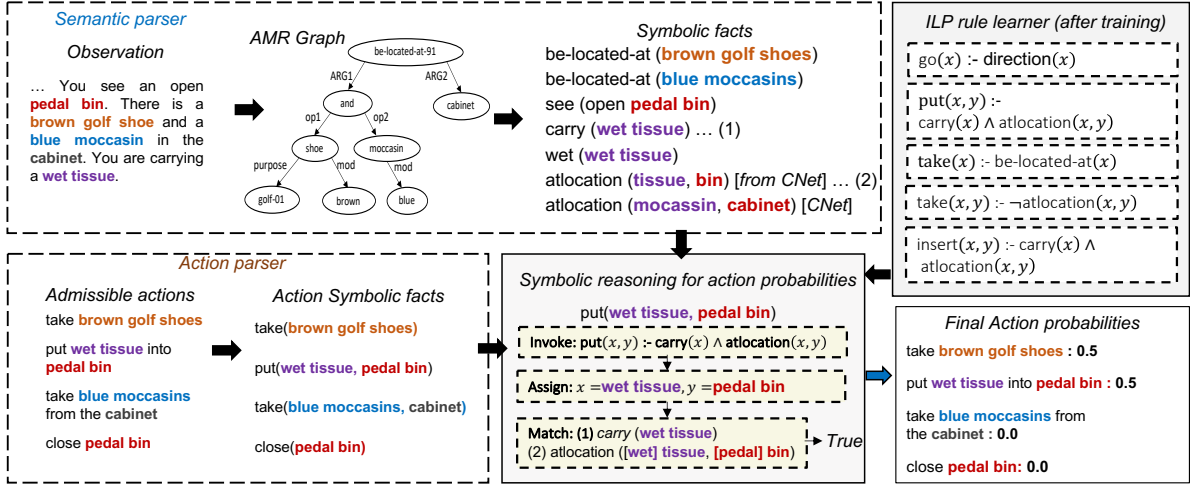 Semantic parser
Observation
… You see an open
pedal bin. There is a
brown golf shoe and a
blue moccasin in the
cabinet. You are carrying
a wet tissue.
AMR Graph
be-located-at-91
ARG1
ARG2
and
cabinet
op1
op2
shoe
moccasin
purpose
mod
mod
golf-01
brown
blue
Symbolic facts
be-located-at (brown golf shoes)
be-located-at (blue moccasins)
see (open pedal bin)
carry (wet tissue) … (1)
wet (wet tissue)
atlocation (tissue, bin) [from CNet] … (2)
atlocation (mocassin, cabinet) [CNet]
ILP rule learner (after training)
go(x) :- direction(x)
put(x, y) :-
carry(x) ∧ atlocation(x, y)
take(x) :- be-located-at(x)
take(x, y) :- ¬atlocation(x, y)
insert(x, y) :- carry(x) ∧
atlocation(x, y)
Action parser
Admissible actions
take brown golf shoes
put wet tissue into
pedal bin
take blue moccasins
from the cabinet
close pedal bin
Action Symbolic facts
take(brown golf shoes)
put(wet tissue, pedal bin)
take(blue moccasins, cabinet)
close(pedal bin)
Symbolic reasoning for action probabilities
put(wet tissue, pedal bin)
Invoke: put(x, y) :- carry(x) ∧ atlocation(x, y)
Assign: x =wet tissue, y =pedal bin
Match: (1) carry (wet tissue)
(2) atlocation ([wet] tissue, [pedal] bin)
True
Final Action probabilities
take brown golf shoes : 0.5
put wet tissue into pedal bin : 0.5
take blue moccasins from
the cabinet : 0.0
close pedal bin: 0.0